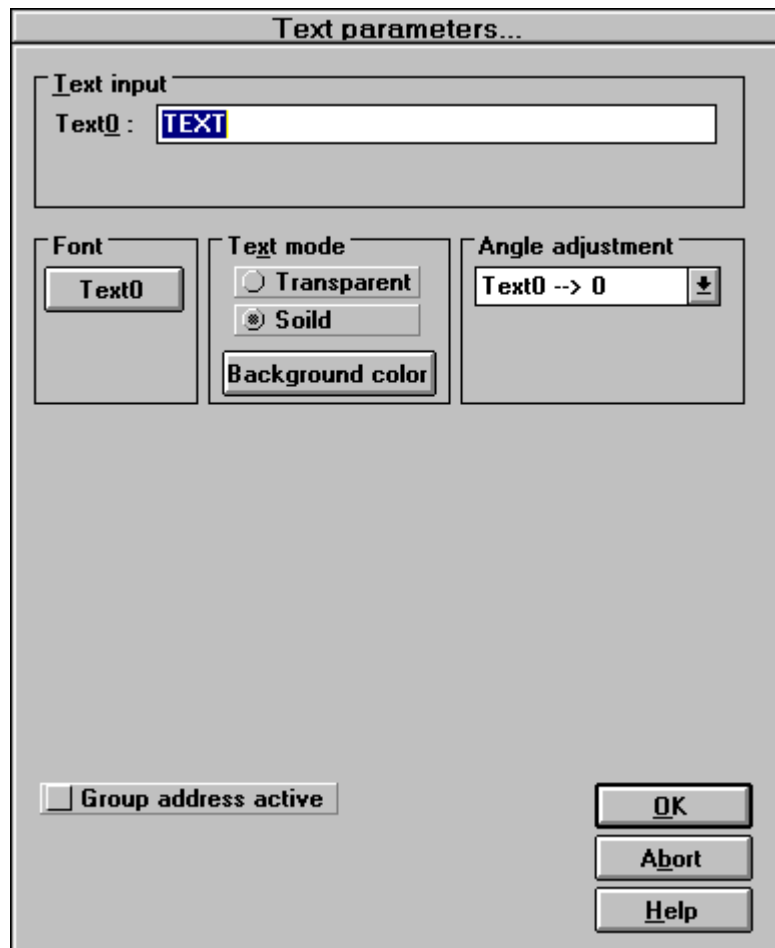 Text parameters...
Text input
Text0 : TEXT
Font
Text0
Text mode
Transparent
Soild
Background color
Angle adjustment
Text0 --> 0
Group address active
OK
Abort
Help